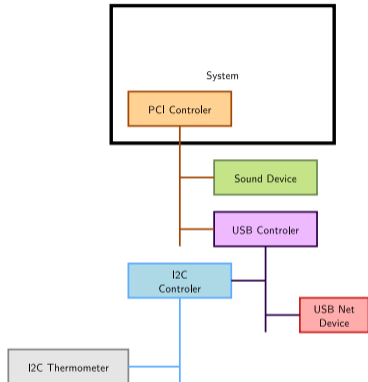 System
PCI Controler
Sound Device
USB Controler
I2C
Controler
USB Net
Device
I2C Thermometer